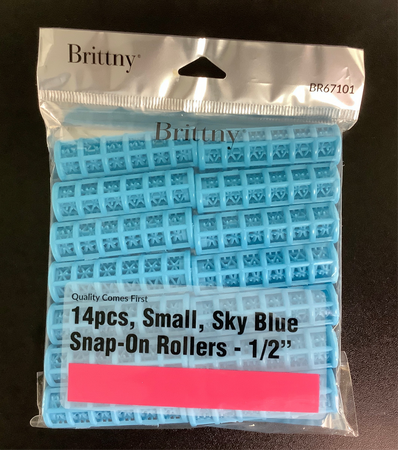 Brittny®
BR67101
Brittny
Quality Comes First
14pcs, Small, Sky Blue
Snap-On Rollers - 1/2”